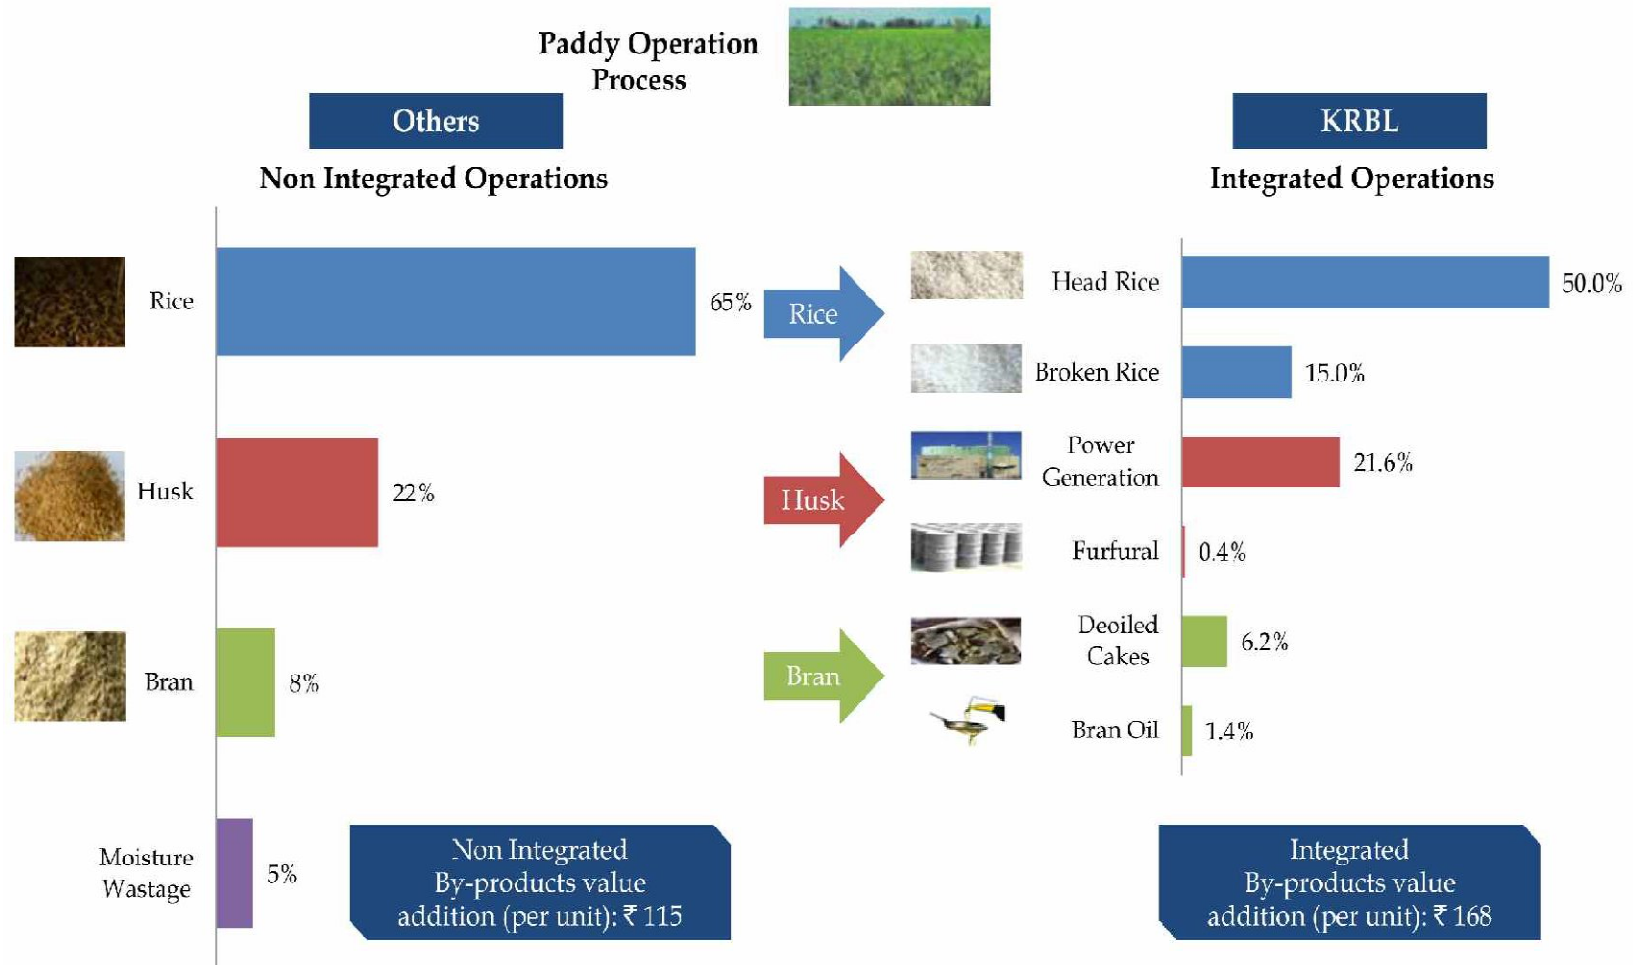 Paddy Operation
Process
Others
Non Integrated Operations
Rice
65%
Husk
22%
Bran
8%
Moisture
Wastage
5%
Non Integrated
By-products value
addition (per unit): ₹ 115
Rice
Husk
Bran
KRBL
Integrated Operations
Head Rice
50.0%
Broken Rice
15.0%
Power
Generation
21.6%
Furfural
0.4%
Deoiled
Cakes
6.2%
Bran Oil
1.4%
Integrated
By-products value
addition (per unit): ₹ 168